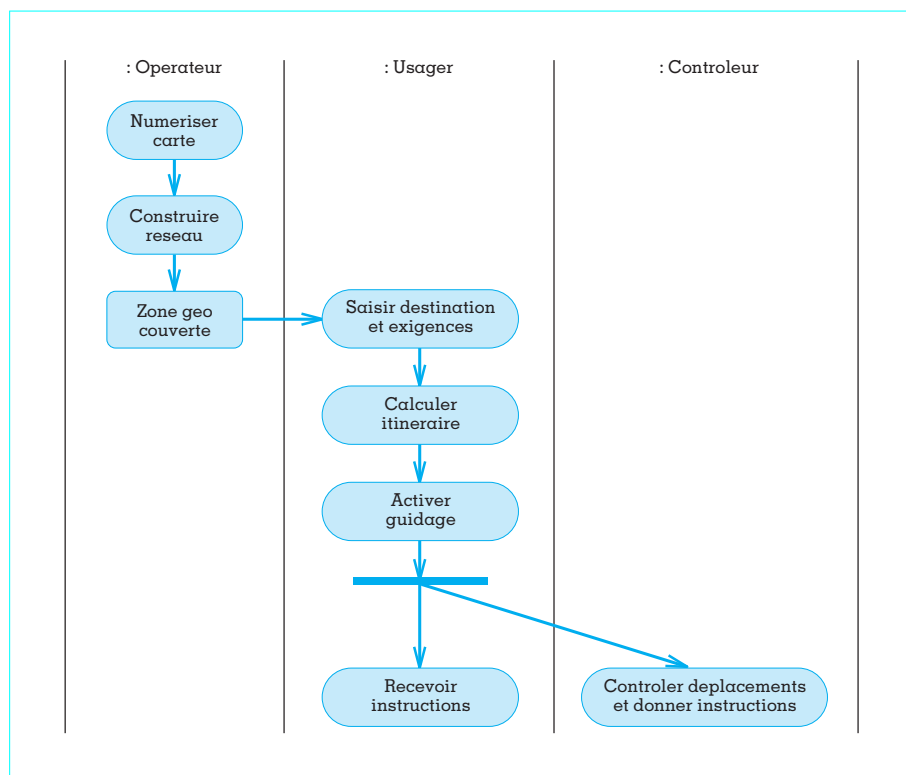 : Operateur
: Usager
: Controleur
Numeriser
carte
Construire
reseau
Zone geo
couverte
Saisir destination
et exigences
Calculer
itineraire
Activer
guidage
Recevoir
instructions
Controler deplacements
et donner instructions